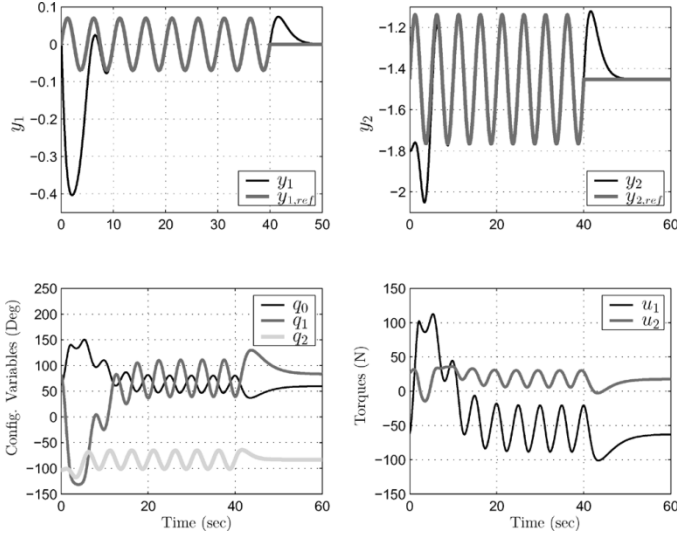 0.1
0
−0.1
−0.2
−0.3
−0.4
0 10 20 30 40 50
y1
y1
y1,ref
−1.2
−1.4
−1.6
−1.8
−2
0 10 20 30 40 50 60
y2
y2
y2,ref
250
200
150
100
50
0
−50
−100
−150
0 20 40 60
Config. Variables (Deg)
Time (sec)
q0
q1
q2
150
100
50
0
−50
−100
−150
0 20 40 60
Torques (N)
Time (sec)
u1
u2